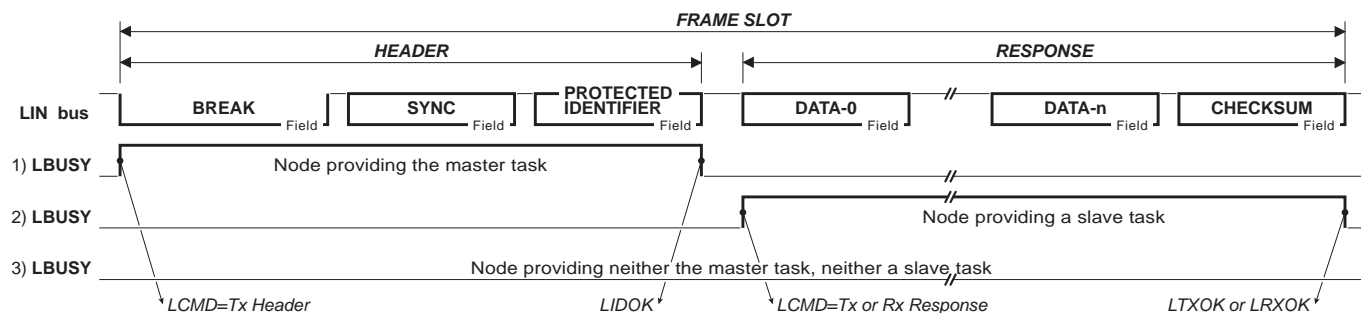 FRAME SLOT
HEADER RESPONSE
LIN bus BREAK Field SYNC Field PROTECTED IDENTIFIER Field DATA-0 Field DATA-n Field CHECKSUM Field
1) LBUSY Node providing the master task
2) LBUSY Node providing a slave task
3) LBUSY Node providing neither the master task, neither a slave task
LCMD=Tx Header LIDOK LCMD=Tx or Rx Response LTXOK or LRXOK